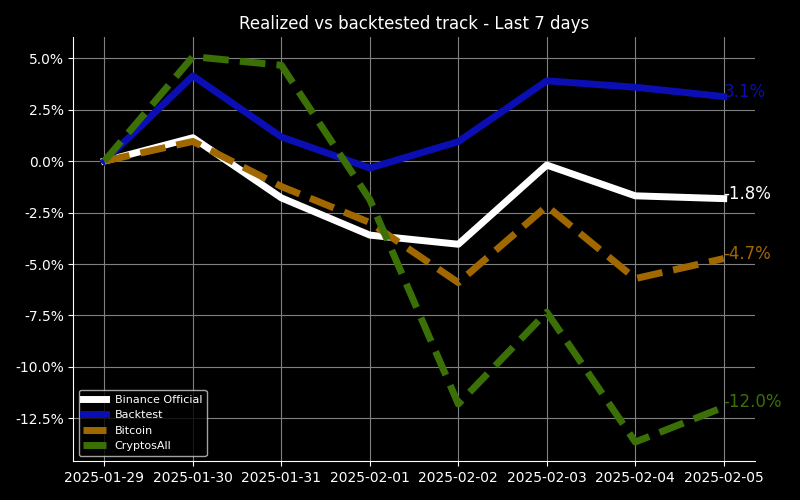 Realized vs backtested track - Last 7 days
5.0%
2.5%
0.0%
-2.5%
-5.0%
-7.5%
-10.0%
-12.5%
3.1%
-1.8%
-4.7%
-12.0%
Binance Official
Backtest
Bitcoin
CryptosAll
2025-01-29 2025-01-30 2025-01-31 2025-02-01 2025-02-02 2025-02-03 2025-02-04 2025-02-05